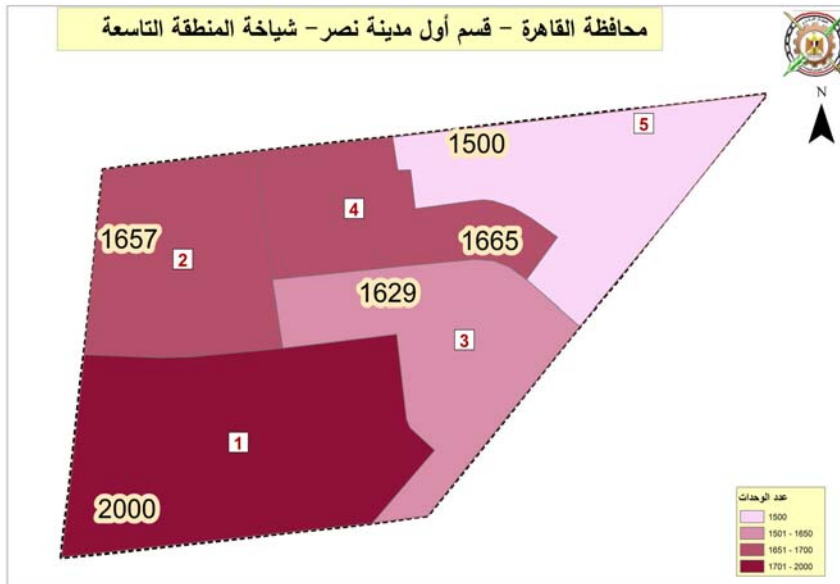 محافظة القاهرة - قسم أول مدينة نصر - شياخة المنطقة التاسعة
N
5
1500
4
1657
1665
2
1629
3
1
2000
عدد الوحدات
1500
1501 - 1650
1651 - 1700
1701 - 2000